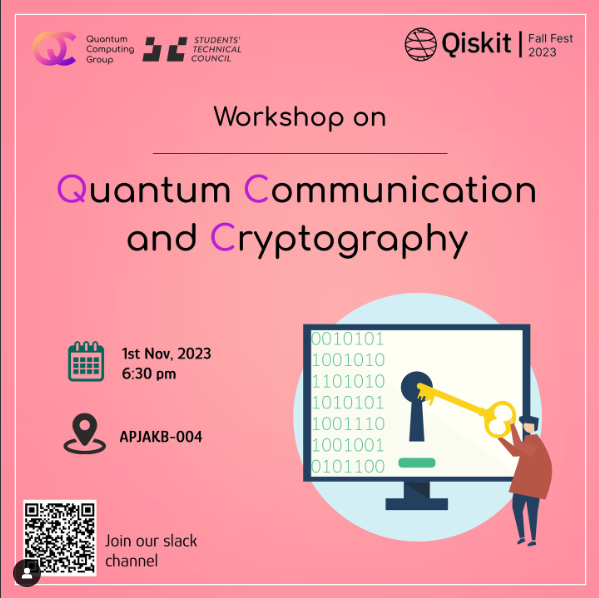 Quantum
Computing
Group
STUDENTS'
TECHNICAL
COUNCIL
Qiskit | Fall Fest
2023
Workshop on
Quantum Communication
and Cryptography
1st Nov, 2023
6:30 pm
APJAKB-004
0010101
1001010
1101010
1010101
1001110
1001001
0101100
Join our slack
channel